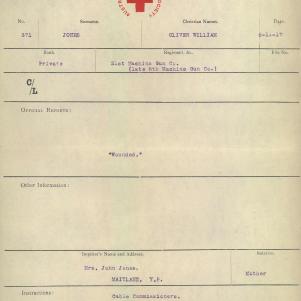 SOCIETY
No. Surname. Christian Names. Date.
371 JONES OLIVER WILLIAM
Rank. Regiment, &c. File No.
Private 21st Machine Gun Co.
(late 6th Machine Gun Co.)
C/
/L
OFFICIAL REPORTS:
"Wounded."
Other Information:
Inquirer's Name and Address. Relation.
Mrs. John Jones. Mother
MAITLAND, Y.P.
Instructions: Cable Commissioners.